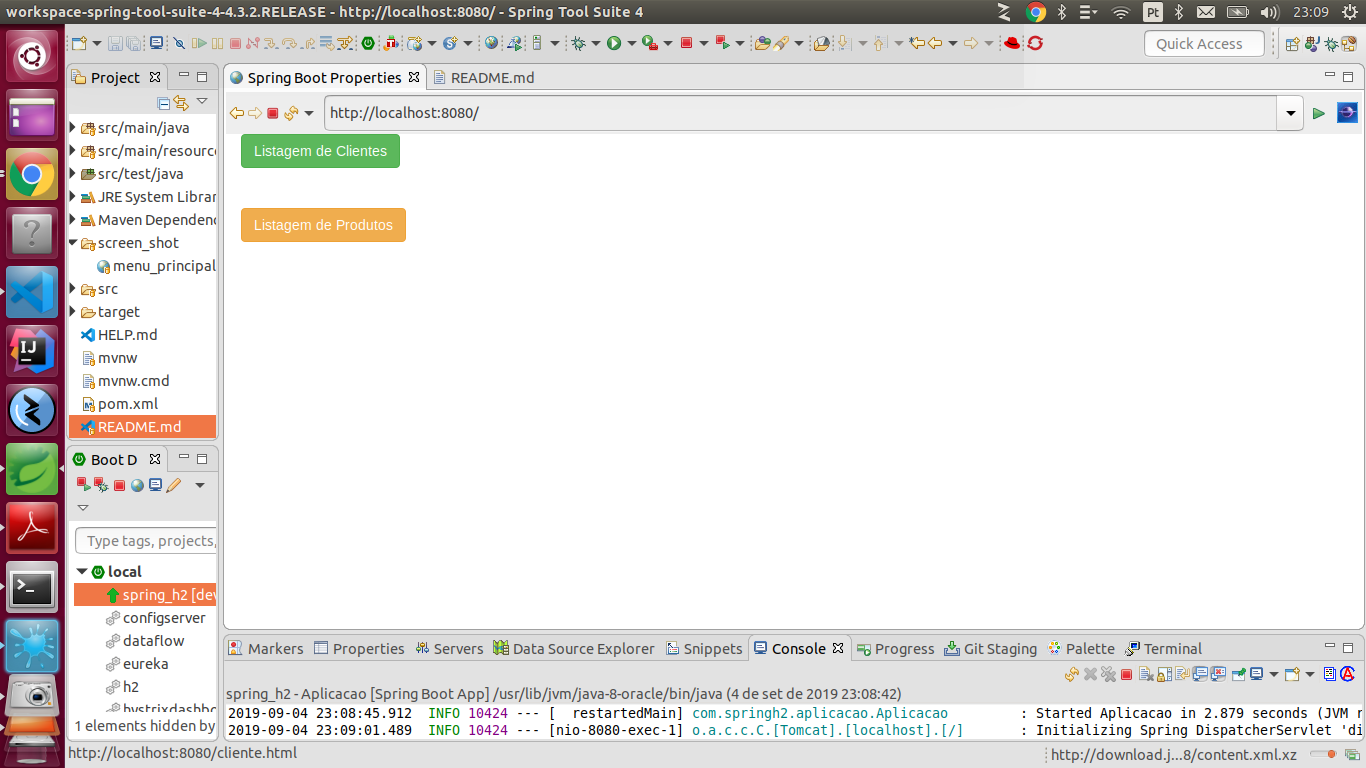 workspace-spring-tool-suite-4-4.3.2.RELEASE - http://localhost:8080/ - Spring Tool Suite 4
Pt
23:09
Quick Access
Project
Spring Boot Properties
README.md
http://localhost:8080/
src/main/java
src/main/resourc
src/test/java
JRE System Librar
Maven Dependenc
screen_shot
menu_principal
src
target
HELP.md
mvnw
mvnw.cmd
pom.xml
README.md
Listagem de Clientes
Listagem de Produtos
IJ
Boot D
Type tags, projects,
local
spring_h2 [dev
configserver
dataflow
eureka
h2
hystrixdashbo
1 elements hidden by
Markers
Properties
Servers
Data Source Explorer
Snippets
Console
Progress
Git Staging
Palette
Terminal
spring_h2 - Aplicacao [Spring Boot App] /usr/lib/jvm/java-8-oracle/bin/java (4 de set de 2019 23:08:42)
2019-09-04 23:08:45.912 INFO 10424 --- [ restartedMain] com.springh2.aplicacao.Aplicacao : Started Aplicacao in 2.879 seconds (JVM r
2019-09-04 23:09:01.489 INFO 10424 --- [nio-8080-exec-1] o.a.c.c.C.[Tomcat].[localhost].[/] : Initializing Spring DispatcherServlet 'di
http://localhost:8080/cliente.html
http://download.j...8/content.xml.xz